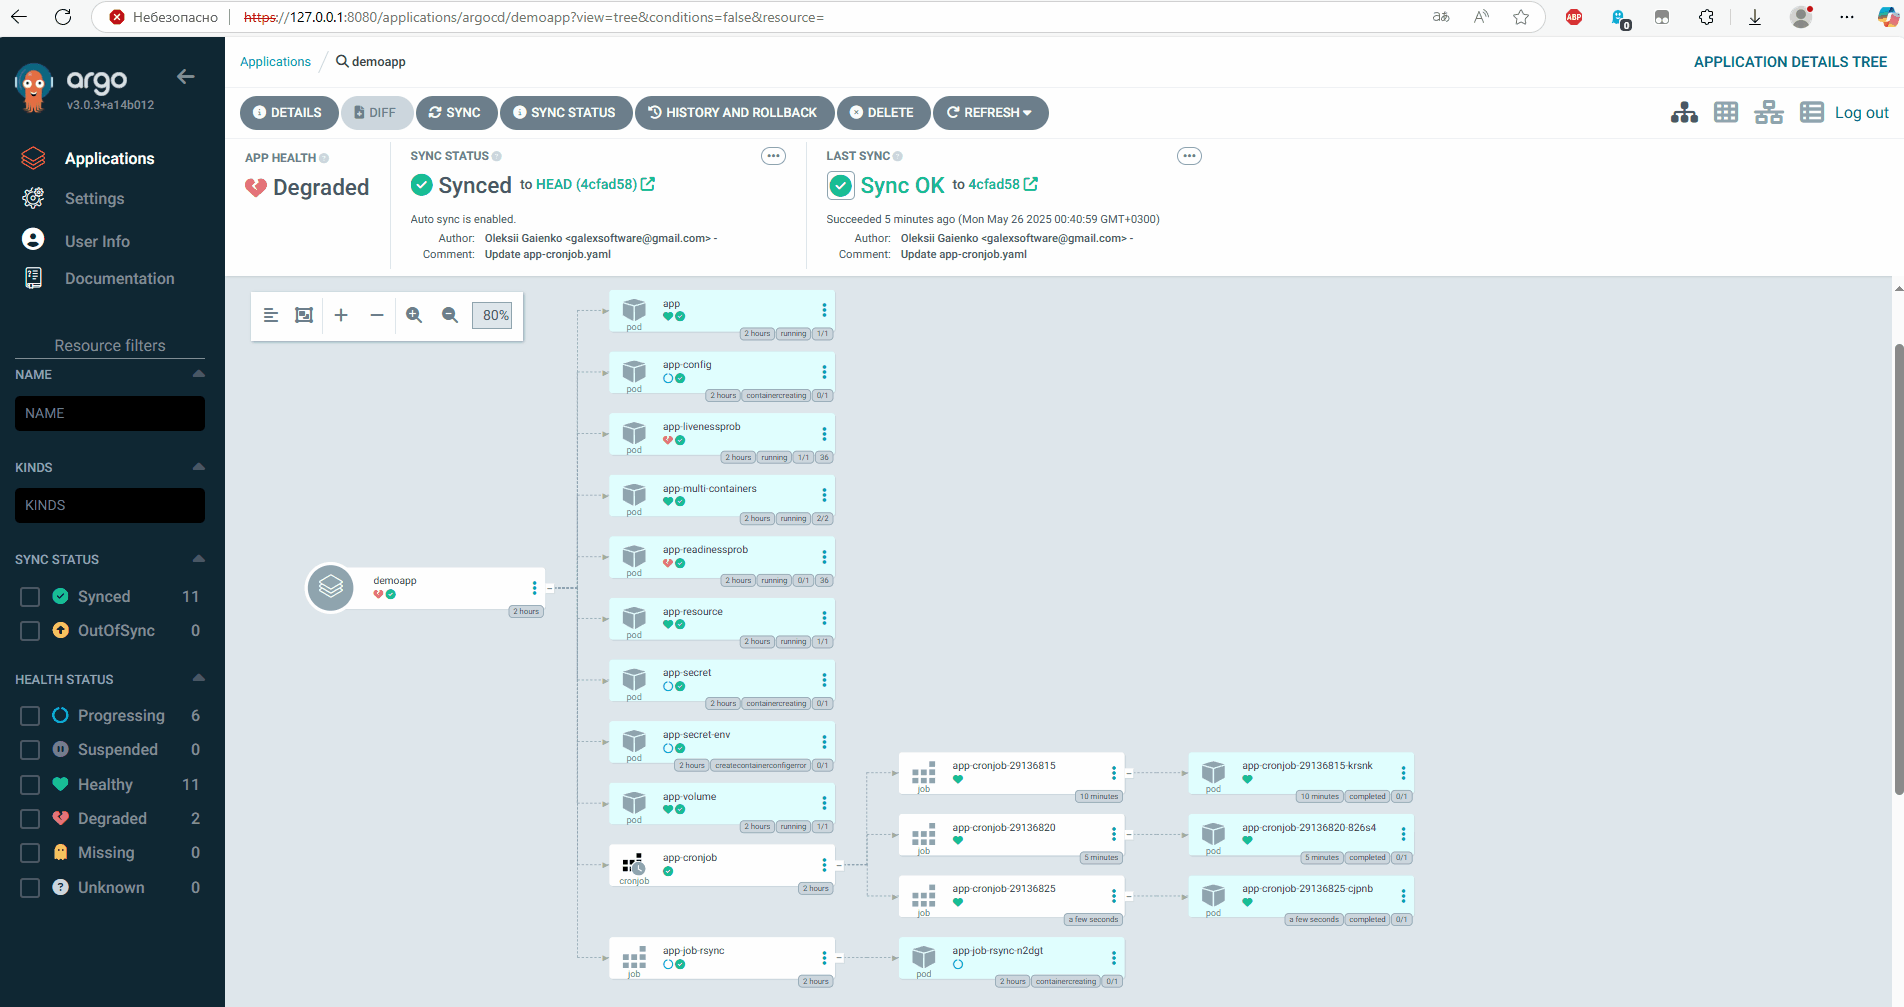 Небезопасно https://127.0.0.1:8080/applications/argocd/demoapp?view=tree&conditions=false&resource=
ABP
0
argo
v3.0.3+a14b012
Applications
Settings
User Info
Documentation
Resource filters
NAME
NAME
KINDS
KINDS
SYNC STATUS
Synced 11
OutOfSync 0
HEALTH STATUS
Progressing 6
Suspended 0
Healthy 11
Degraded 2
Missing 0
Unknown 0
Applications / demoapp
APPLICATION DETAILS TREE
DETAILS DIFF SYNC SYNC STATUS HISTORY AND ROLLBACK DELETE REFRESH
Log out
APP HEALTH
Degraded
SYNC STATUS
Synced to HEAD (4cfad58)
Auto sync is enabled.
Author: Oleksii Gaienko <galexsoftware@gmail.com> -
Comment: Update app-cronjob.yaml
LAST SYNC
Sync OK to 4cfad58
Succeeded 5 minutes ago (Mon May 26 2025 00:40:59 GMT+0300)
Author: Oleksii Gaienko <galexsoftware@gmail.com> -
Comment: Update app-cronjob.yaml
80%
demoapp
2 hours
app
pod
2 hours running 1/1
app-config
pod
2 hours containercreating 0/1
app-livenessprob
pod
2 hours running 1/1 36
app-multi-containers
pod
2 hours running 2/2
app-readinessprob
pod
2 hours running 0/1 36
app-resource
pod
2 hours running 1/1
app-secret
pod
2 hours containercreating 0/1
app-secret-env
pod
2 hours createcontainerconfigerror 0/1
app-volume
pod
2 hours running 1/1
app-cronjob
cronjob
2 hours
app-job-rsync
job
2 hours
app-cronjob-29136815
job
10 minutes
app-cronjob-29136815-krsnk
pod
10 minutes completed 0/1
app-cronjob-29136820
job
5 minutes
app-cronjob-29136820-826s4
pod
5 minutes completed 0/1
app-cronjob-29136825
job
a few seconds
app-cronjob-29136825-cjpnb
pod
a few seconds completed 0/1
app-job-rsync-n2dgt
pod
2 hours containercreating 0/1